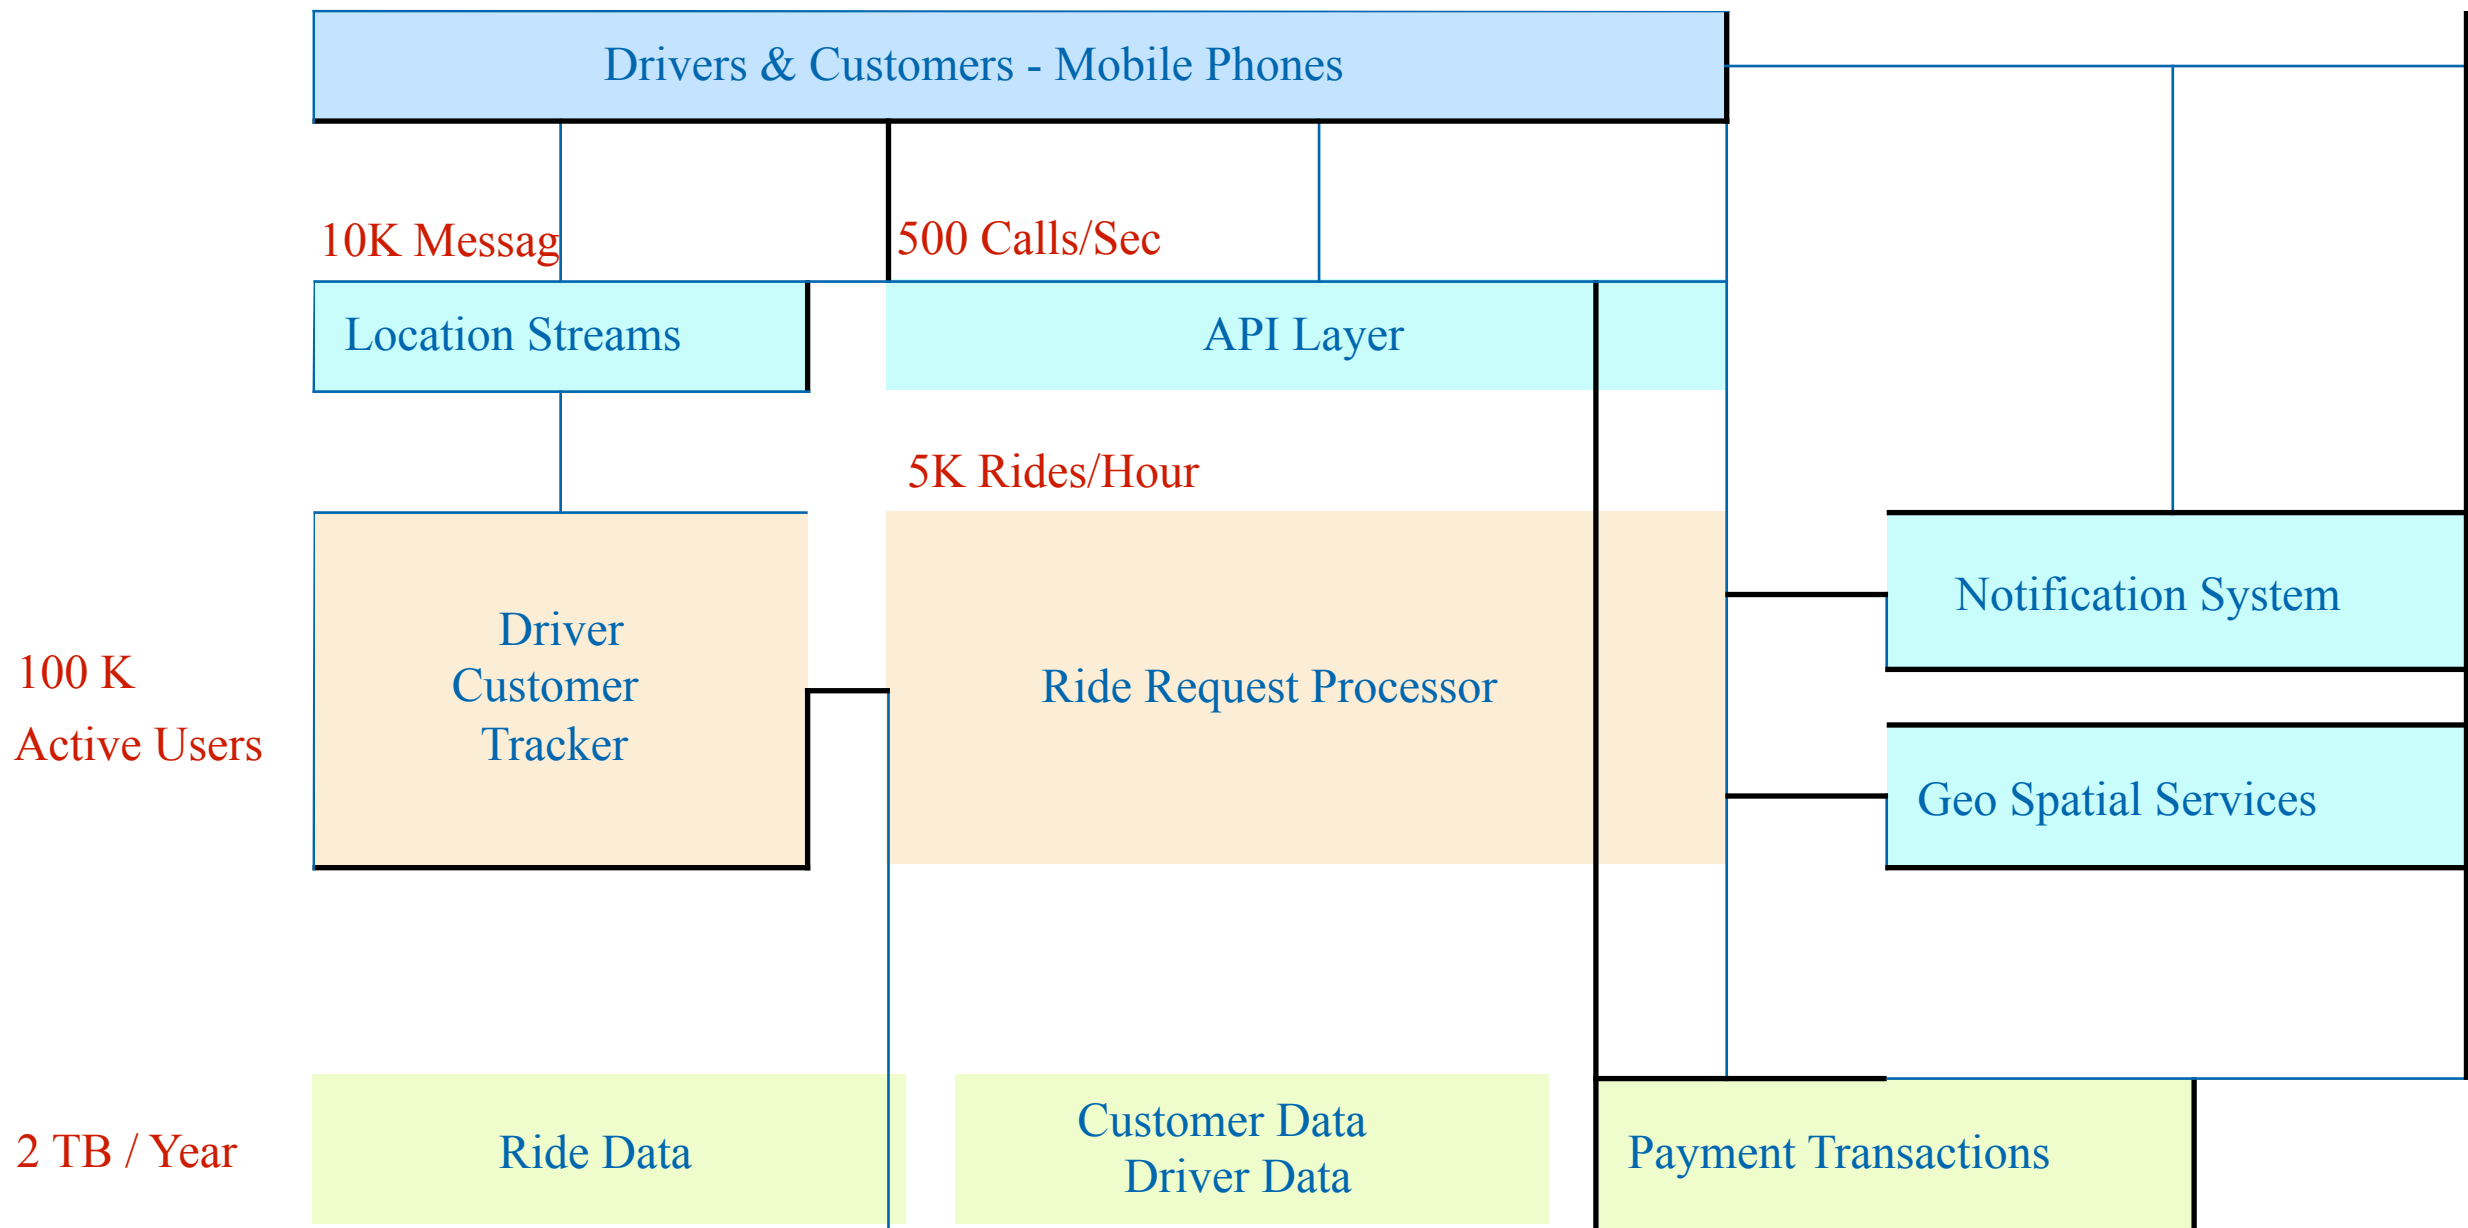 Drivers & Customers - Mobile Phones
10K Messag
500 Calls/Sec
Location Streams
API Layer
5K Rides/Hour
Driver
Customer
Tracker
Ride Request Processor
Notification System
Geo Spatial Services
100 K
Active Users
2 TB / Year
Ride Data
Customer Data
Driver Data
Payment Transactions